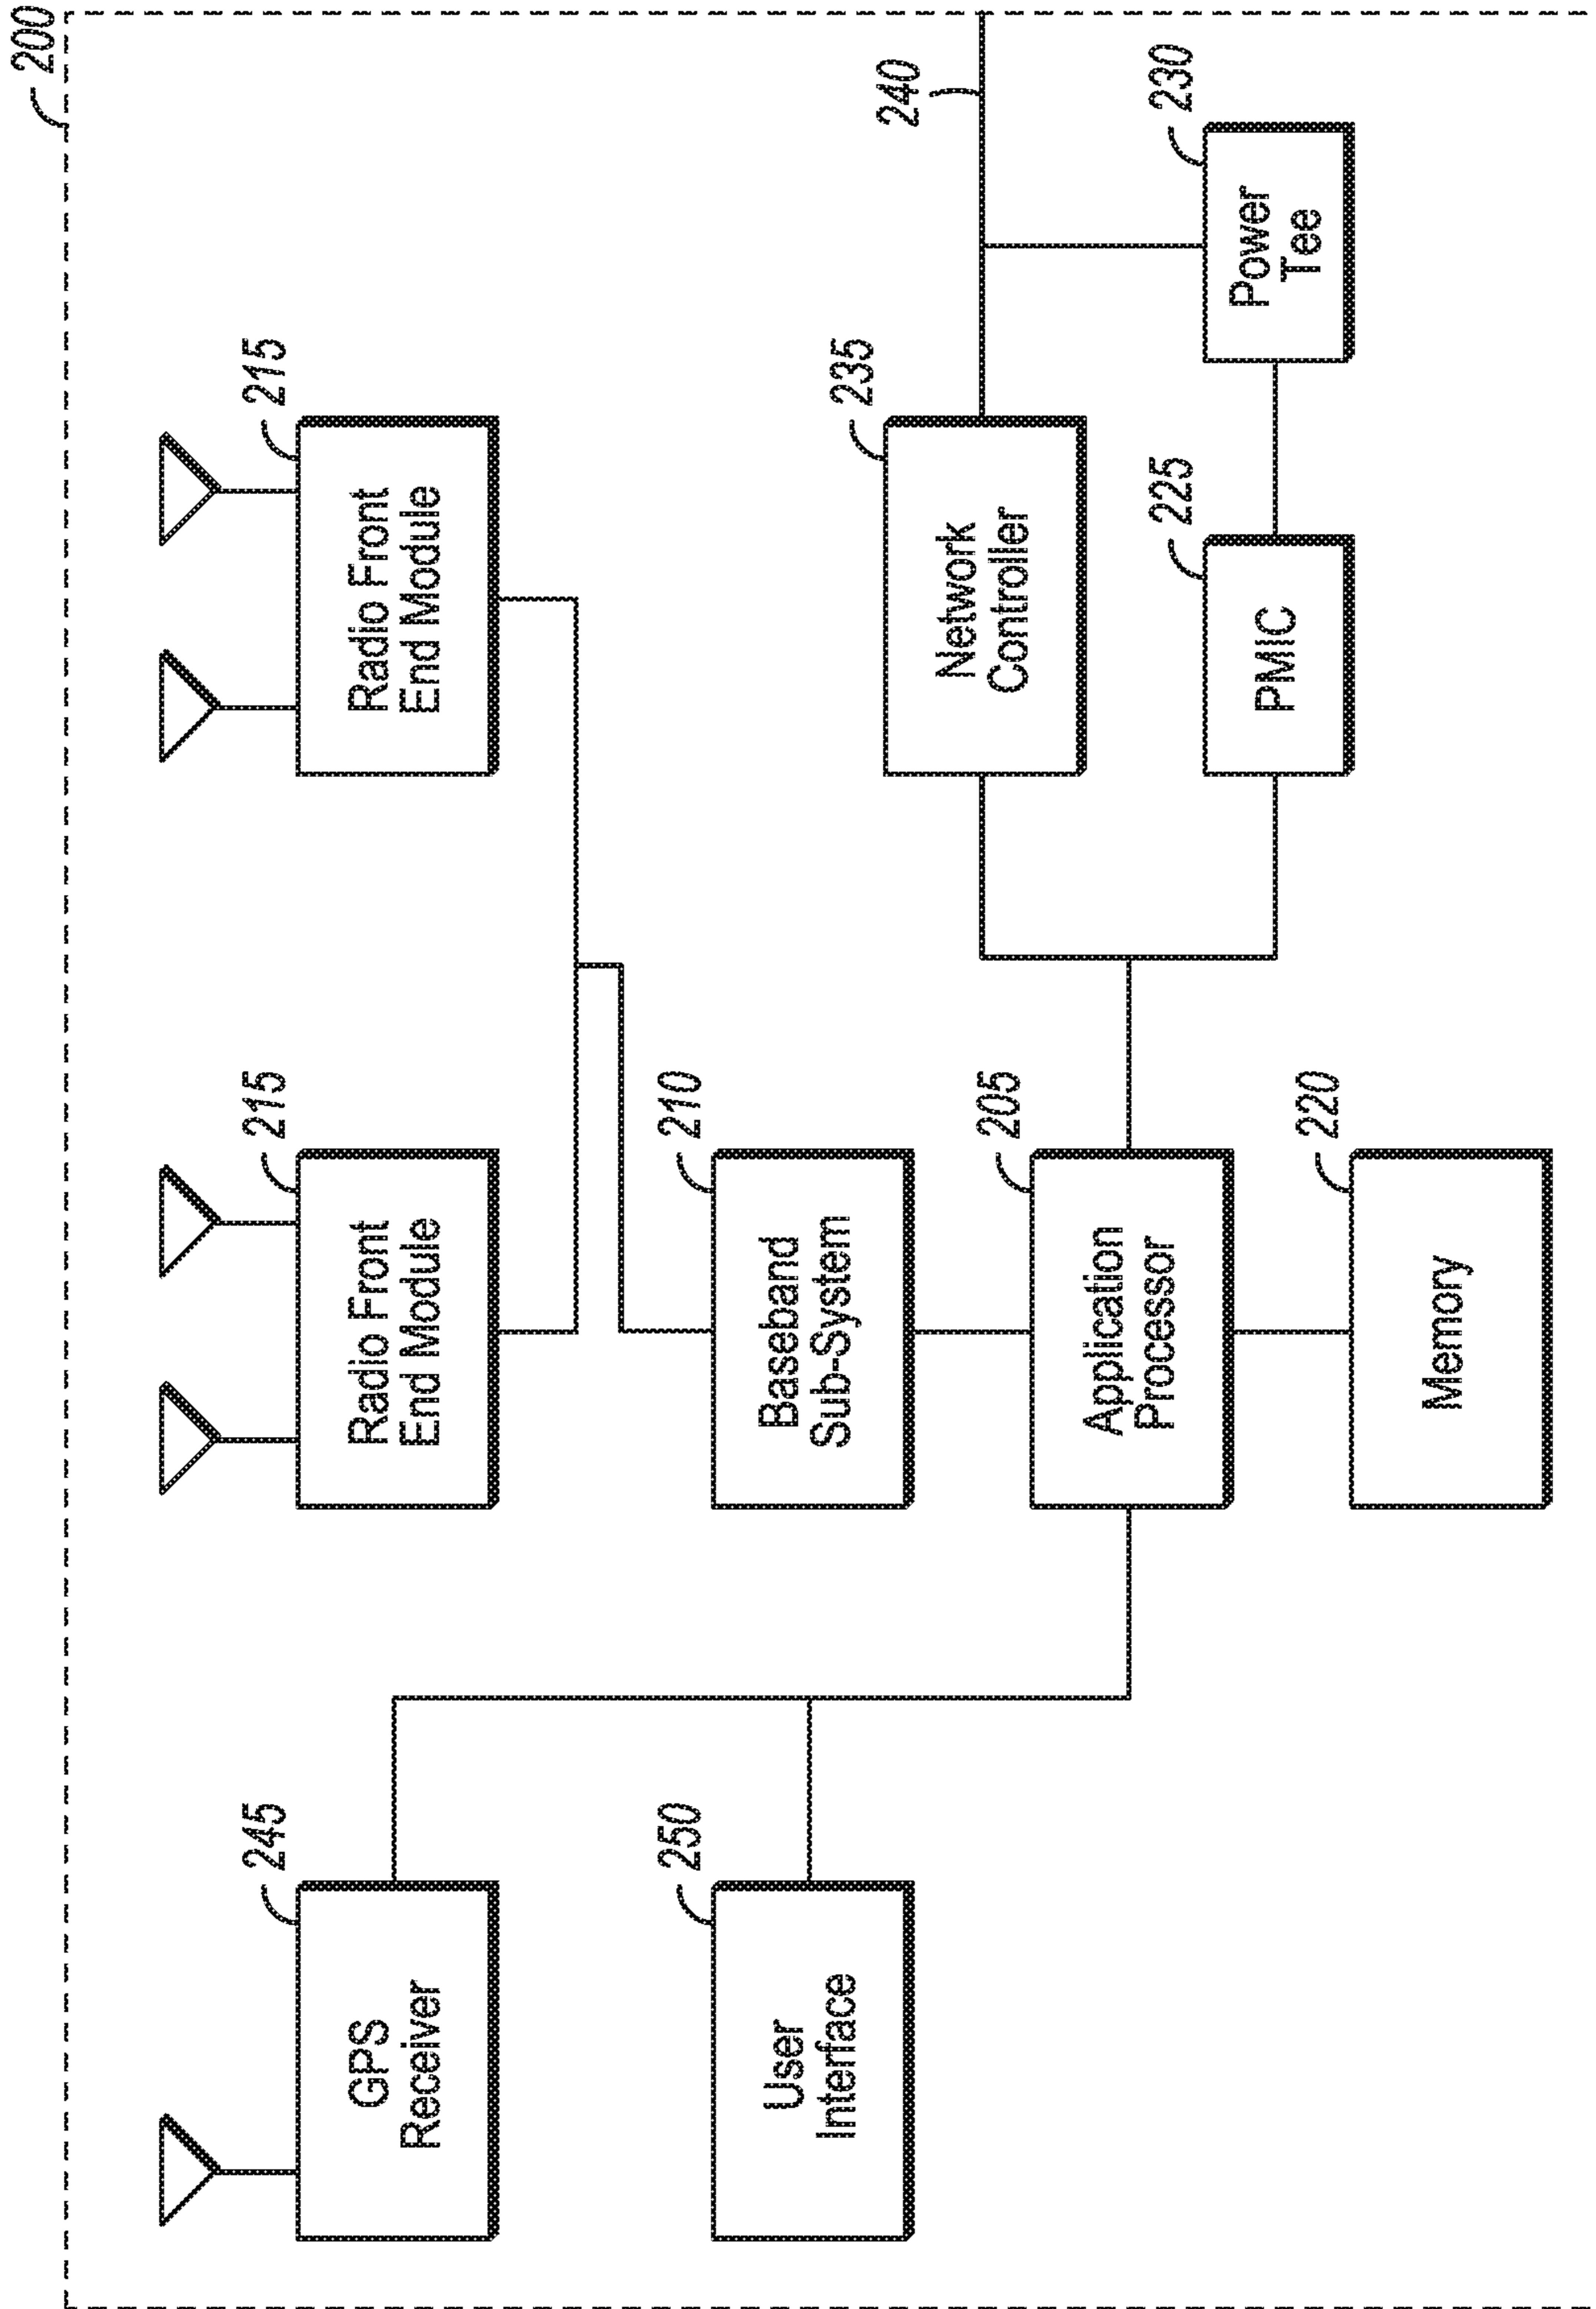 200
245
215
215
GPS
Receiver
Radio Front
End Module
Radio Front
End Module
250
210
User
Interface
Baseband
Sub-System
235
240
Network
Controller
205
Application
Processor
225
230
PMIC
Power
Tee
220
Memory